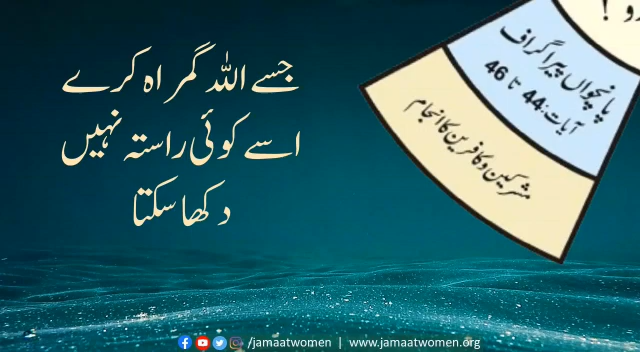 جسے اللہ گمراہ کرے
اسے کوئی راستہ نہیں
دکھا سکتا
دو !
پانچواں پیراگراف
آیات: 44 تا 46
مشرکین و کافرین کا انجام
/jamaatwomen | www.jamaatwomen.org